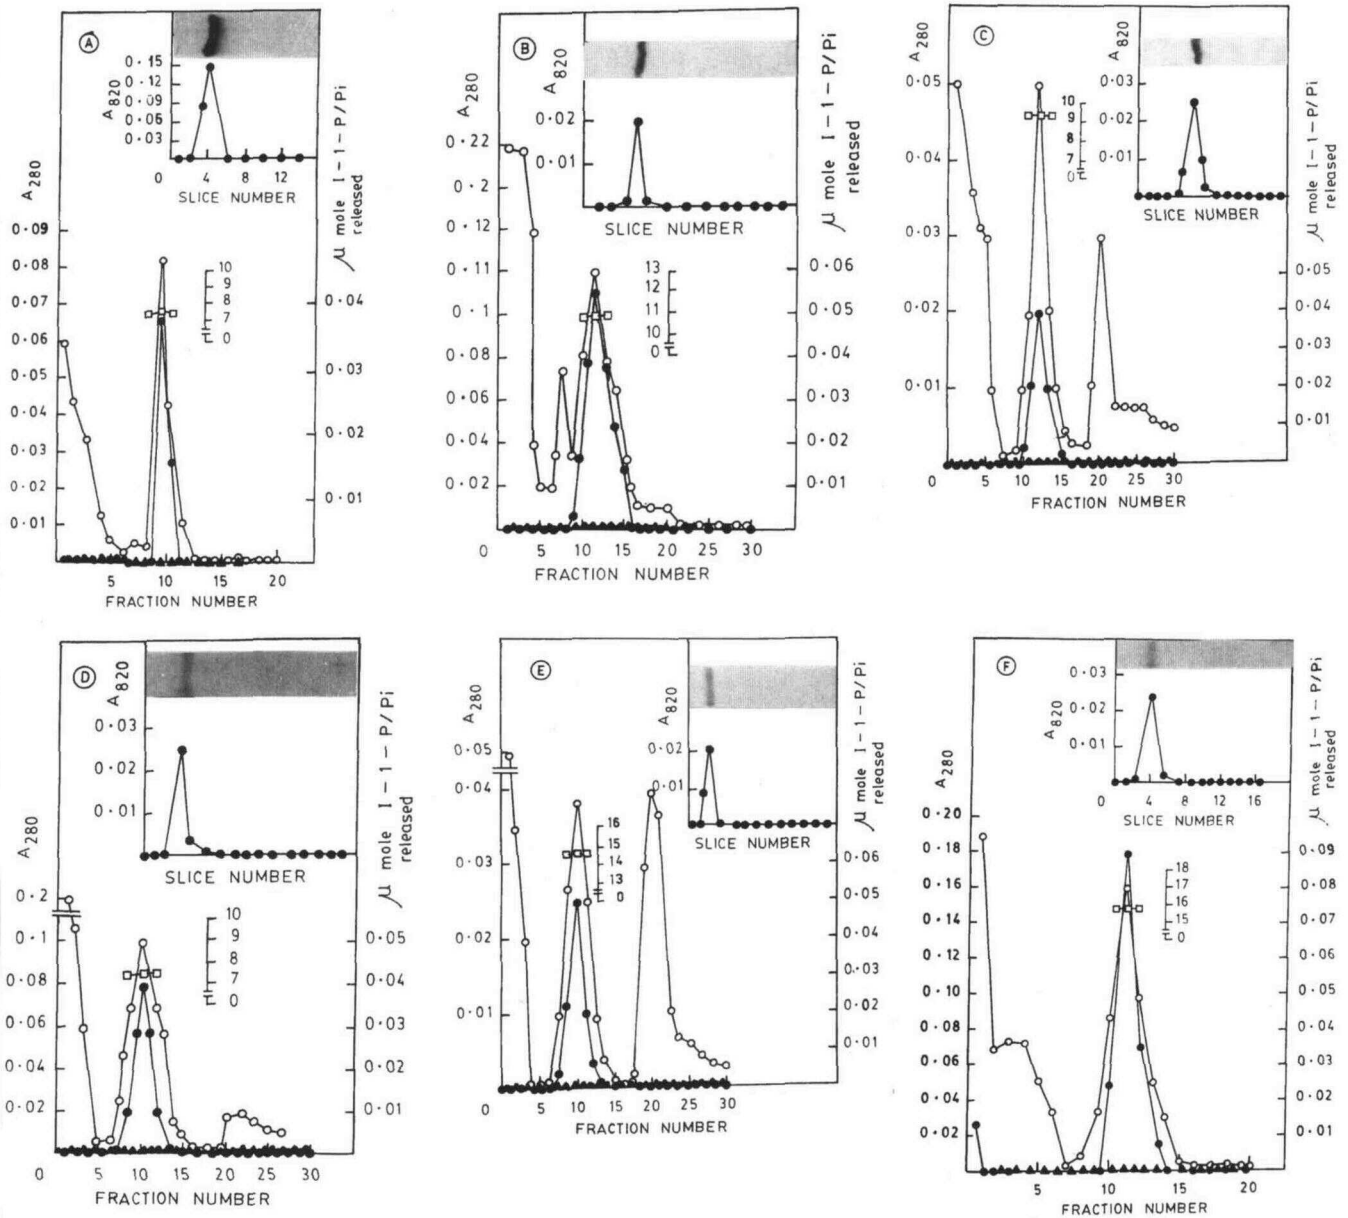 A
A820
0·15
0·12
0·09
0·06
0·03
0 4 8 12
SLICE NUMBER
A280
0·09
0·08
0·07
0·06
0·05
0·04
0·03
0·02
0·01
10
9
8
7
0
0·04
0·03
0·02
0·01
μ mole I-1-P/Pi
released
5 10 15 20
FRACTION NUMBER
B
A820
0·02
0·01
SLICE NUMBER
A280
0·22
0·2
0·12
0·11
0·1
0·08
0·06
0·04
0·02
13
12
11
10
0
0·06
0·05
0·04
0·03
0·02
0·01
μ mole I-1-P/Pi
released
0 5 10 15 20 25 30
FRACTION NUMBER
C
A820
0·03
0·02
0·01
SLICE NUMBER
A280
0·05
0·04
0·03
0·02
0·01
10
9
8
7
0
0·05
0·04
0·03
0·02
0·01
μ mole I-1-P/Pi
released
0 5 10 15 20 25 30
FRACTION NUMBER
D
A820
0·03
0·02
0·01
SLICE NUMBER
A280
0·2
0·1
0·08
0·06
0·04
0·02
10
9
8
7
0
0·05
0·04
0·03
0·02
0·01
μ mole I-1-P/Pi
released
0 5 10 15 20 25 30
FRACTION NUMBER
E
A820
0·02
0·01
SLICE NUMBER
A280
0·05
0·04
0·03
0·02
0·01
16
15
14
13
0
0·06
0·05
0·04
0·03
0·02
0·01
μ mole I-1-P/Pi
released
0 5 10 15 20 25 30
FRACTION NUMBER
F
A820
0·03
0·02
0·01
0 4 8 12 16
SLICE NUMBER
A280
0·20
0·18
0·16
0·14
0·12
0·10
0·08
0·06
0·04
0·02
18
17
16
15
0
0·09
0·08
0·07
0·06
0·05
0·04
0·03
0·02
0·01
μ mole I-1-P/Pi
released
5 10 15 20
FRACTION NUMBER